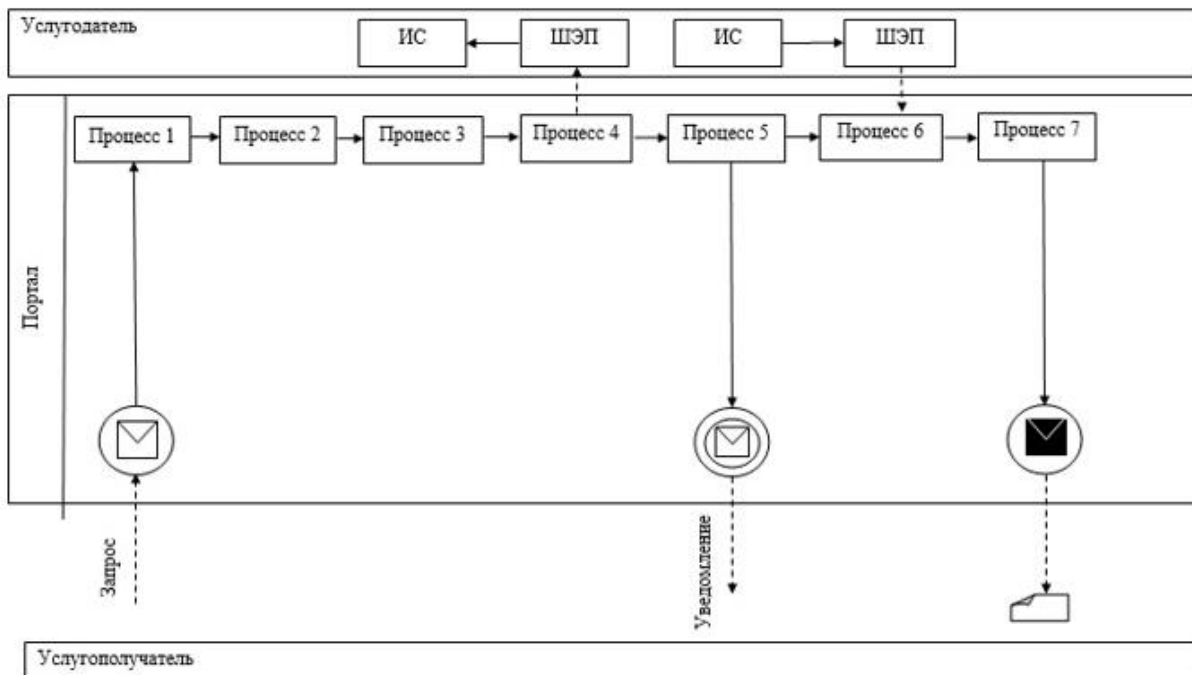 Услугодатель
ИС
ШЭП
ИС
ШЭП
Портал
Процесс 1
Процесс 2
Процесс 3
Процесс 4
Процесс 5
Процесс 6
Процесс 7
Запрос
Уведомление
Услугополучатель